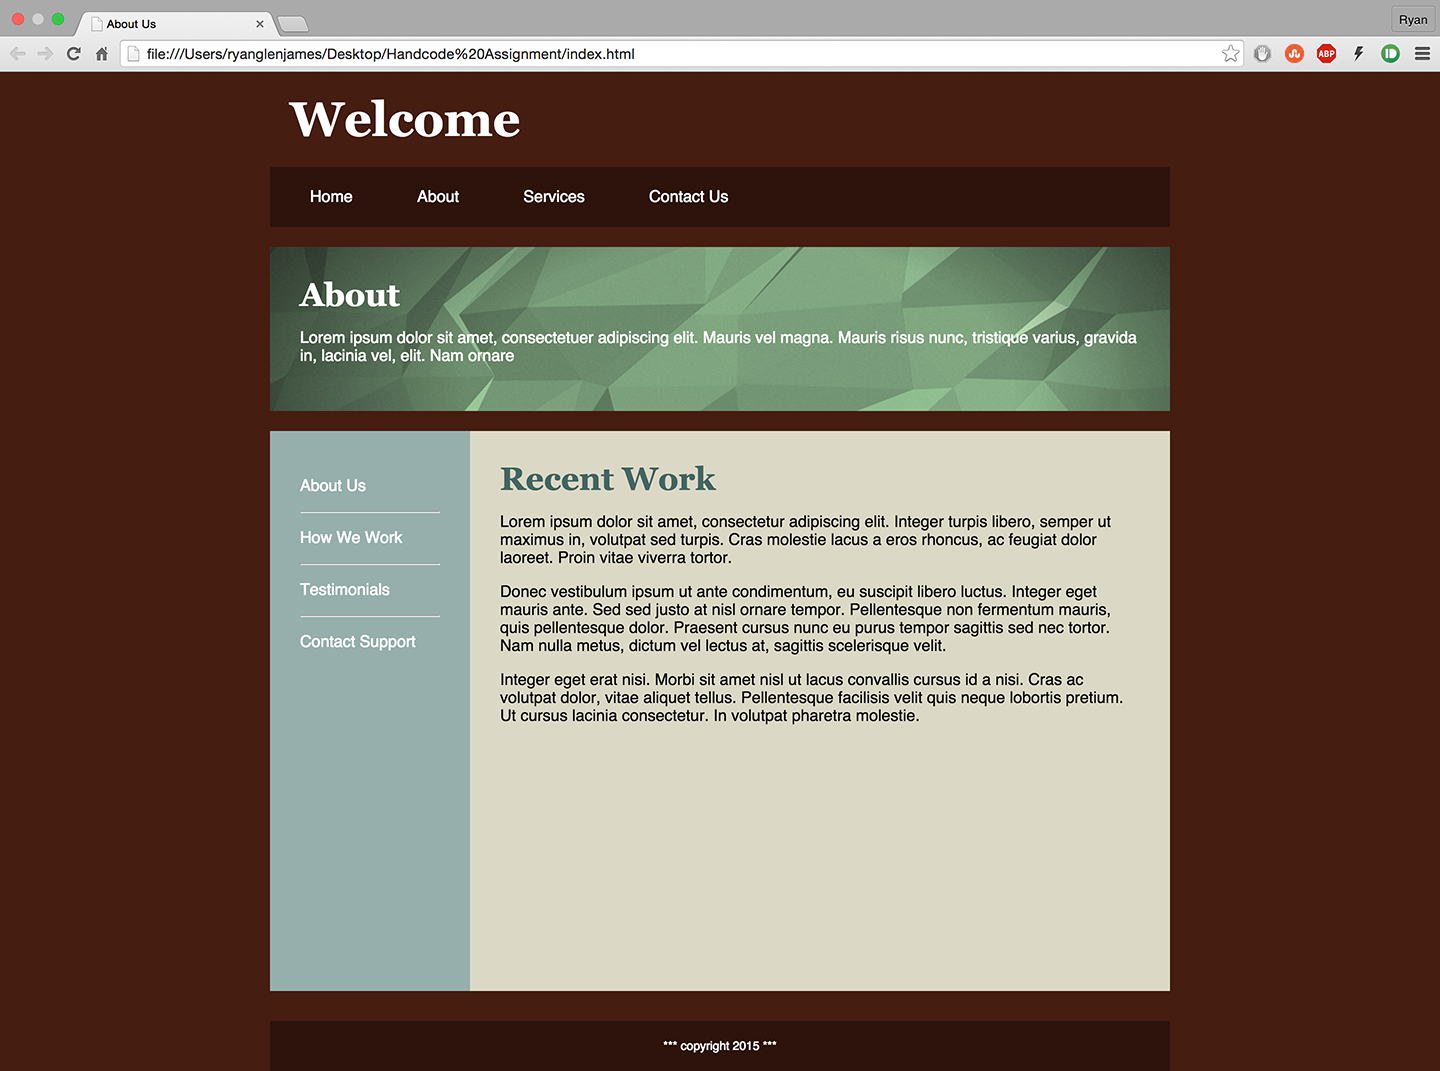 About Us
Ryan
file:///Users/ryanglenjames/Desktop/Handcode%20Assignment/index.html
ABP
Welcome
Home About Services Contact Us
About
Lorem ipsum dolor sit amet, consectetuer adipiscing elit. Mauris vel magna. Mauris risus nunc, tristique varius, gravida
in, lacinia vel, elit. Nam ornare
About Us
How We Work
Testimonials
Contact Support
Recent Work
Lorem ipsum dolor sit amet, consectetur adipiscing elit. Integer turpis libero, semper ut
maximus in, volutpat sed turpis. Cras molestie lacus a eros rhoncus, ac feugiat dolor
laoreet. Proin vitae viverra tortor.
Donec vestibulum ipsum ut ante condimentum, eu suscipit libero luctus. Integer eget
mauris ante. Sed sed justo at nisl ornare tempor. Pellentesque non fermentum mauris,
quis pellentesque dolor. Praesent cursus nunc eu purus tempor sagittis sed nec tortor.
Nam nulla metus, dictum vel lectus at, sagittis scelerisque velit.
Integer eget erat nisi. Morbi sit amet nisl ut lacus convallis cursus id a nisi. Cras ac
volutpat dolor, vitae aliquet tellus. Pellentesque facilisis velit quis neque lobortis pretium.
Ut cursus lacinia consectetur. In volutpat pharetra molestie.
*** copyright 2015 ***